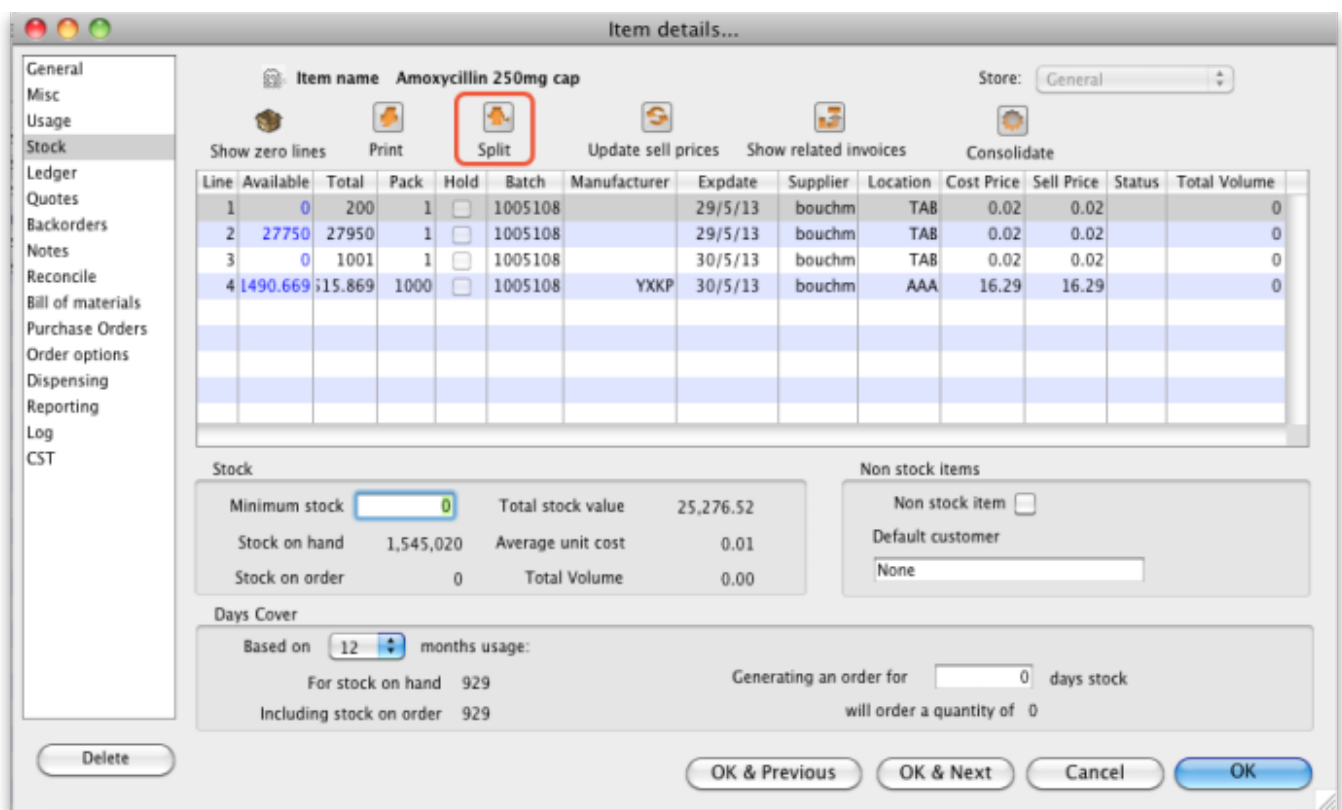 Item details...
General
Misc
Usage
Stock
Ledger
Quotes
Backorders
Notes
Reconcile
Bill of materials
Purchase Orders
Order options
Dispensing
Reporting
Log
CST
Delete
Item name Amoxycillin 250mg cap
Store: General
Show zero lines Print Split Update sell prices Show related invoices Consolidate
Line Available Total Pack Hold Batch Manufacturer Expdate Supplier Location Cost Price Sell Price Status Total Volume
1 0 200 1 1005108 29/5/13 bouchm TAB 0.02 0.02 0
2 27750 27950 1 1005108 29/5/13 bouchm TAB 0.02 0.02 0
3 0 1001 1 1005108 30/5/13 bouchm TAB 0.02 0.02 0
4 1490.669 1000 1005108 YXKP 30/5/13 bouchm AAA 16.29 16.29 0
Stock
Minimum stock 0 Total stock value 25,276.52
Stock on hand 1,545,020 Average unit cost 0.01
Stock on order 0 Total Volume 0.00
Non stock items
Non stock item
Default customer
None
Days Cover
Based on 12 months usage:
For stock on hand 929
Including stock on order 929
Generating an order for 0 days stock
will order a quantity of 0
OK & Previous OK & Next Cancel OK